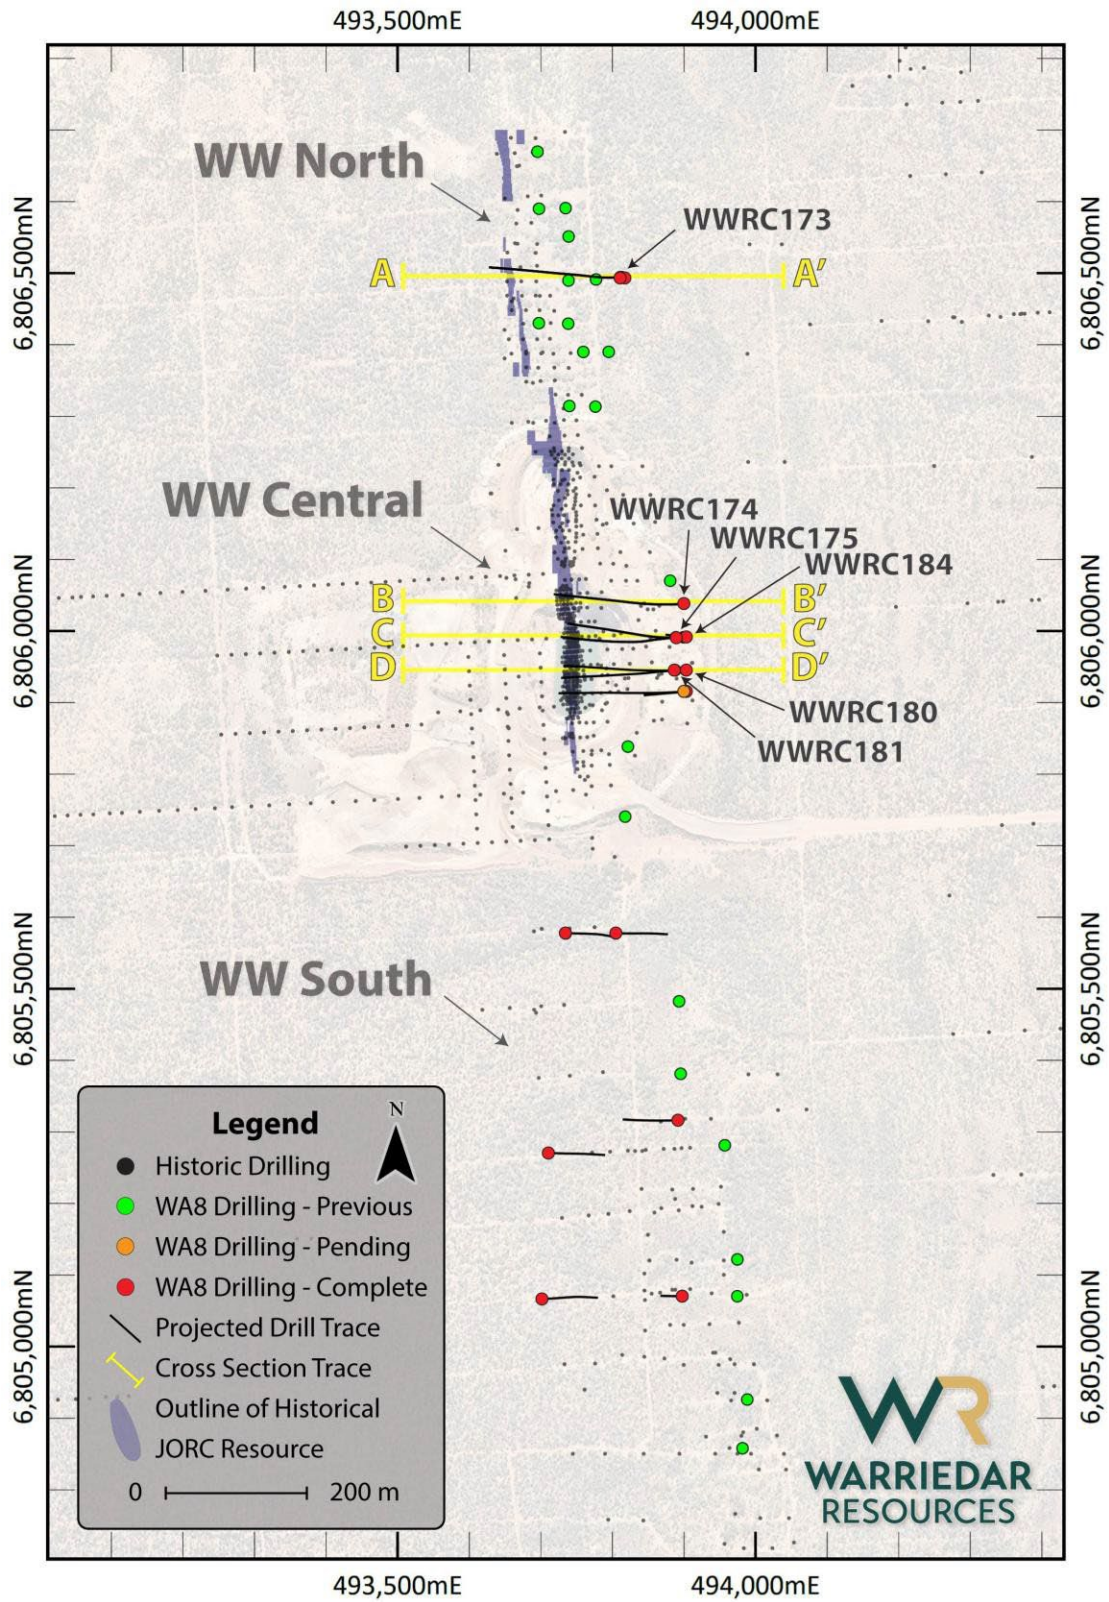 493,500mE
494,000mE
WW North
WWRC173
6,806,500mN
6,806,500mN
A
A'
WW Central
WWRC174
WWRC175
WWRC184
B
B'
6,806,000mN
6,806,000mN
C
C'
D
D'
WWRC180
WWRC181
WW South
6,805,500mN
6,805,500mN
Legend
N
Historic Drilling
WA8 Drilling - Previous
WA8 Drilling - Pending
WA8 Drilling - Complete
Projected Drill Trace
Cross Section Trace
Outline of Historical
JORC Resource
0 200 m
6,805,000mN
6,805,000mN
WR
WARRIEDAR
RESOURCES
493,500mE
494,000mE